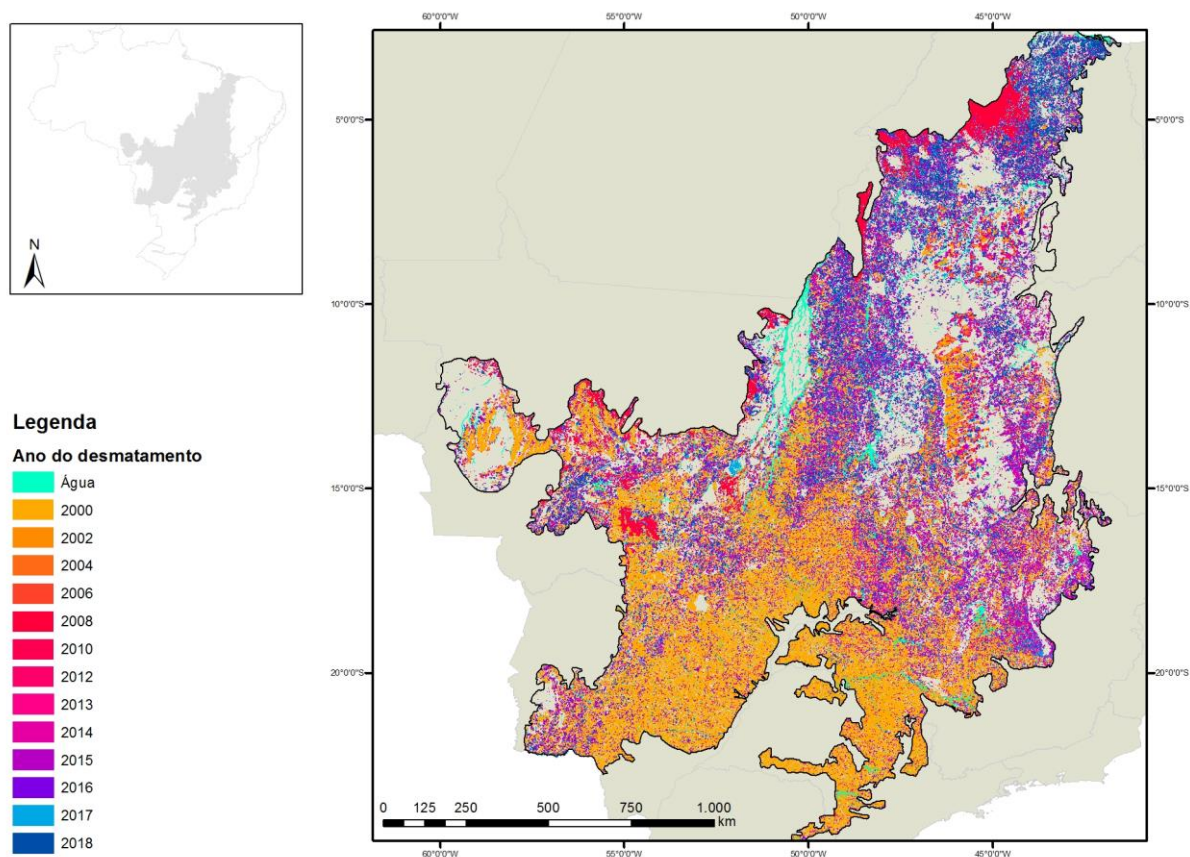 60°0'0"W 55°0'0"W 50°0'0"W 45°0'0"W
N
5°0'0"S 5°0'0"S
10°0'0"S 10°0'0"S
15°0'0"S 15°0'0"S
20°0'0"S 20°0'0"S
Legenda
Ano do desmatamento
Água
2000
2002
2004
2006
2008
2010
2012
2013
2014
2015
2016
2017
2018
0 125 250 500 750 1.000
km
60°0'0"W 55°0'0"W 50°0'0"W 45°0'0"W